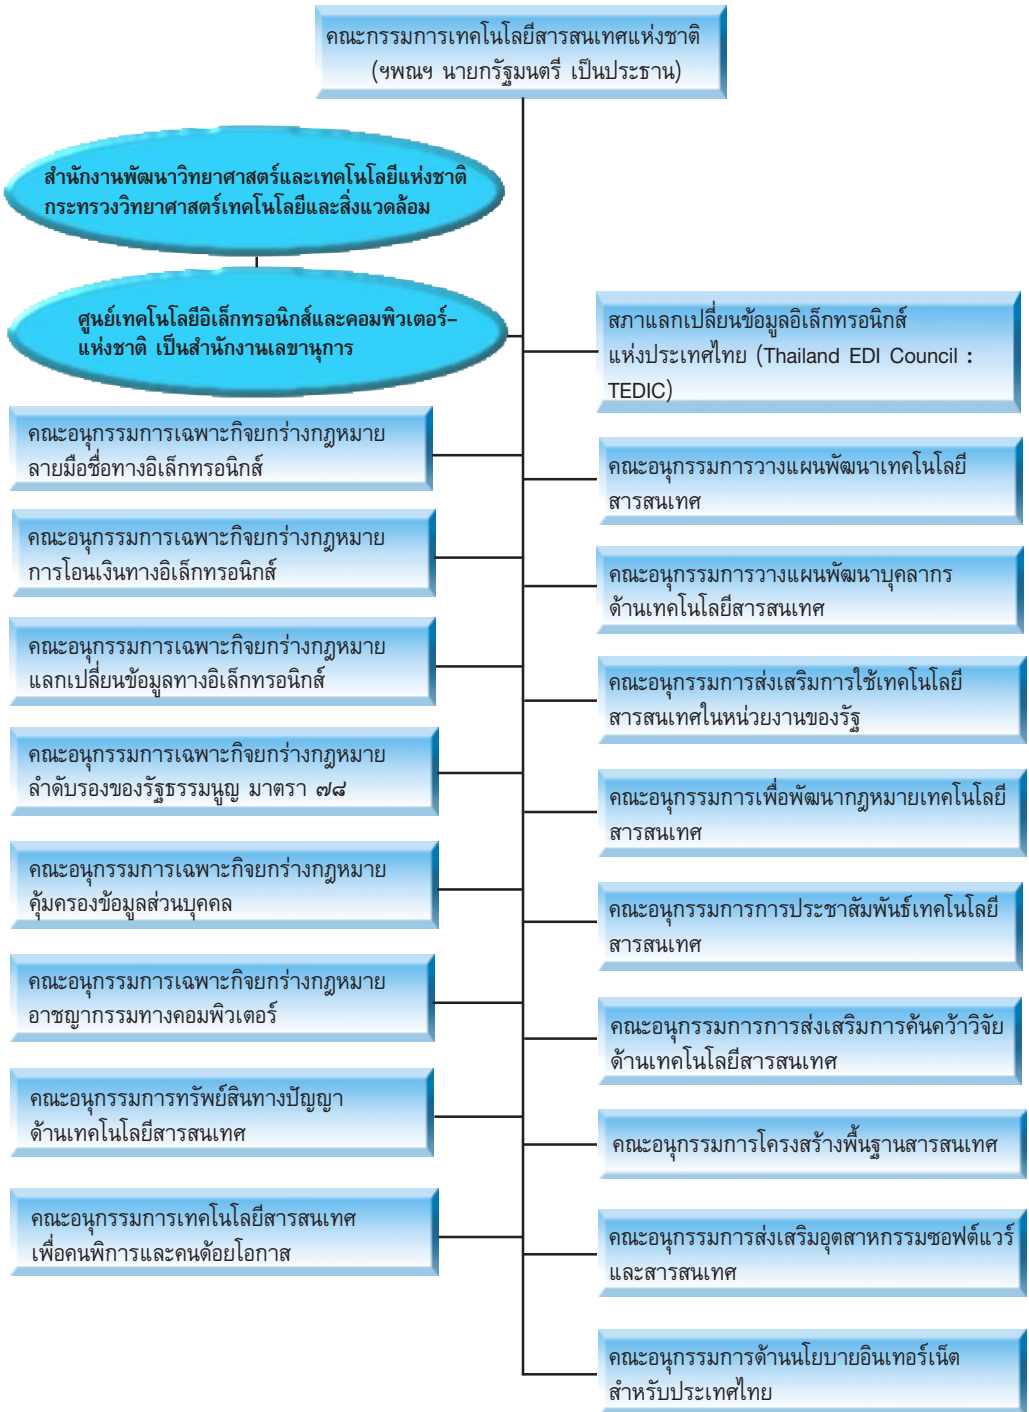 คณะกรรมการเทคโนโลยีสารสนเทศแห่งชาติ
(ฯพณฯ นายกรัฐมนตรี เป็นประธาน)
สำนักงานพัฒนาวิทยาศาสตร์และเทคโนโลยีแห่งชาติ
กระทรวงวิทยาศาสตร์เทคโนโลยีและสิ่งแวดล้อม
ศูนย์เทคโนโลยีอิเล็กทรอนิกส์และคอมพิวเตอร์-
แห่งชาติ เป็นสำนักงานเลขานุการ
คณะอนุกรรมการเฉพาะกิจยกร่างกฎหมาย
ลายมือชื่อทางอิเล็กทรอนิกส์
คณะอนุกรรมการเฉพาะกิจยกร่างกฎหมาย
การโอนเงินทางอิเล็กทรอนิกส์
คณะอนุกรรมการเฉพาะกิจยกร่างกฎหมาย
แลกเปลี่ยนข้อมูลทางอิเล็กทรอนิกส์
คณะอนุกรรมการเฉพาะกิจยกร่างกฎหมาย
ลำดับรองของรัฐธรรมนูญ มาตรา ๗๘
คณะอนุกรรมการเฉพาะกิจยกร่างกฎหมาย
คุ้มครองข้อมูลส่วนบุคคล
คณะอนุกรรมการเฉพาะกิจยกร่างกฎหมาย
อาชญากรรมทางคอมพิวเตอร์
คณะอนุกรรมการทรัพย์สินทางปัญญา
ด้านเทคโนโลยีสารสนเทศ
คณะอนุกรรมการเทคโนโลยีสารสนเทศ
เพื่อคนพิการและคนด้อยโอกาส
สภาแลกเปลี่ยนข้อมูลอิเล็กทรอนิกส์
แห่งประเทศไทย (Thailand EDI Council :
TEDIC)
คณะอนุกรรมการวางแผนพัฒนาเทคโนโลยี
สารสนเทศ
คณะอนุกรรมการวางแผนพัฒนาบุคลากร
ด้านเทคโนโลยีสารสนเทศ
คณะอนุกรรมการส่งเสริมการใช้เทคโนโลยี
สารสนเทศในหน่วยงานของรัฐ
คณะอนุกรรมการเพื่อพัฒนากฎหมายเทคโนโลยี
สารสนเทศ
คณะอนุกรรมการการประชาสัมพันธ์เทคโนโลยี
สารสนเทศ
คณะอนุกรรมการการส่งเสริมการค้นคว้าวิจัย
ด้านเทคโนโลยีสารสนเทศ
คณะอนุกรรมการโครงสร้างพื้นฐานสารสนเทศ
คณะอนุกรรมการส่งเสริมอุตสาหกรรมซอฟต์แวร์
และสารสนเทศ
คณะอนุกรรมการด้านนโยบายอินเทอร์เน็ต
สำหรับประเทศไทย